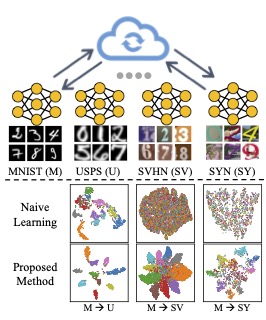 MNIST (M) USPS (U) SVHN (SV) SYN (SY)
Naive
Learning
Proposed
Method
M → U M → SV M → SY